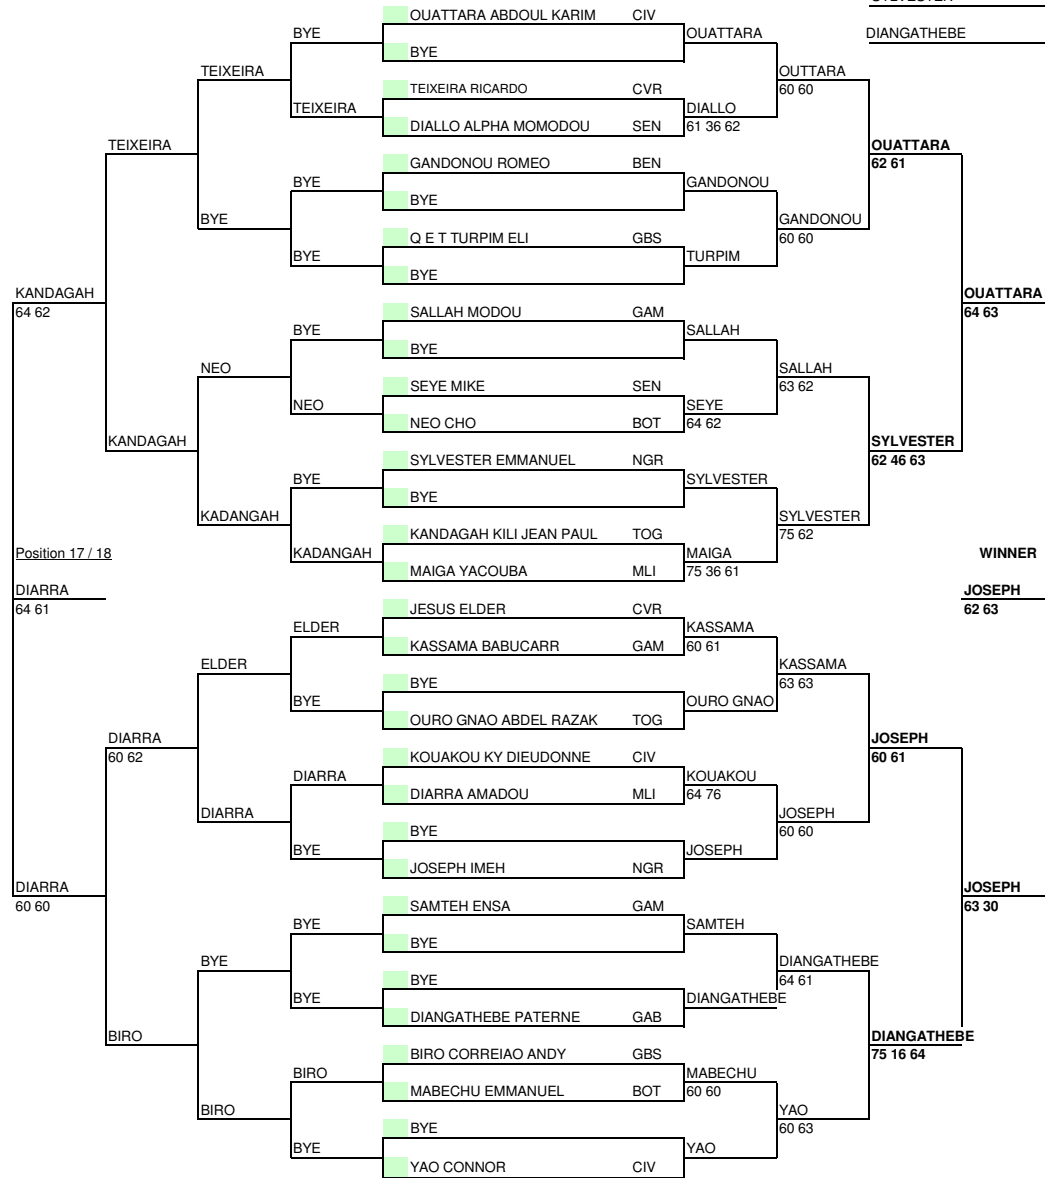 DIANGATHEBE
OUATTARA ABDOUL KARIM CIV
BYE OUATTARA
BYE
TEIXEIRA OUTTARA
60 60
TEIXEIRA RICARDO CVR
TEIXEIRA DIALLO
DIALLO ALPHA MOMODOU SEN 61 36 62
TEIXEIRA OUATTARA
62 61
GANDONOU ROMEO BEN
BYE GANDONOU
BYE
BYE GANDONOU
60 60
Q E T TURPIM ELI GBS
BYE TURPIM
BYE
KANDAGAH OUATTARA
64 62 64 63
SALLAH MODOU GAM
BYE SALLAH
BYE
NEO SALLAH
63 62
SEYE MIKE SEN
NEO SEYE
NEO CHO BOT 64 62
KANDAGAH SYLVESTER
62 46 63
SYLVESTER EMMANUEL NGR
BYE SYLVESTER
BYE
KADANGAH SYLVESTER
75 62
KANDAGAH KILI JEAN PAUL TOG
Position 17 / 18 KADANGAH MAIGA WINNER
MAIGA YACOUBA MLI 75 36 61
DIARRA JOSEPH
64 61 62 63
JESUS ELDER CVR
ELDER KASSAMA
KASSAMA BABUCARR GAM 60 61
ELDER KASSAMA
63 63
BYE
BYE OURO GNAO
OURO GNAO ABDEL RAZAK TOG
DIARRA JOSEPH
60 62 60 61
KOUAKOU KY DIEUDONNE CIV
DIARRA KOUAKOU
DIARRA AMADOU MLI 64 76
DIARRA JOSEPH
60 60
BYE
BYE JOSEPH
JOSEPH IMEH NGR
DIARRA JOSEPH
60 60 63 30
SAMTEH ENSA GAM
BYE SAMTEH
BYE
BYE DIANGATHEBE
64 61
BYE
BYE DIANGATHEBE
DIANGATHEBE PATERNE GAB
BIRO DIANGATHEBE
75 16 64
BIRO CORREIAO ANDY GBS
BIRO MABECHU
MABECHU EMMANUEL BOT 60 60
BIRO YAO
60 63
BYE
BYE YAO
YAO CONNOR CIV